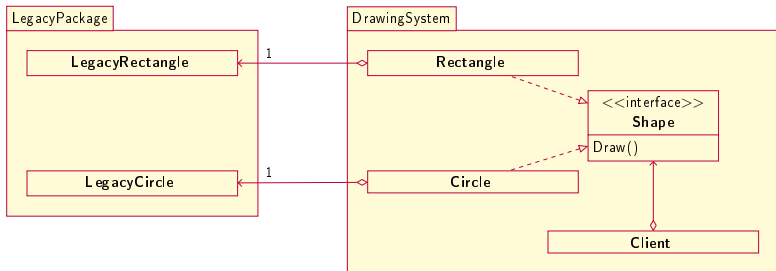 LegacyPackage
DrawingSystem
LegacyRectangle
1
Rectangle
<<interface>>
Shape
Draw()
LegacyCircle
1
Circle
Client